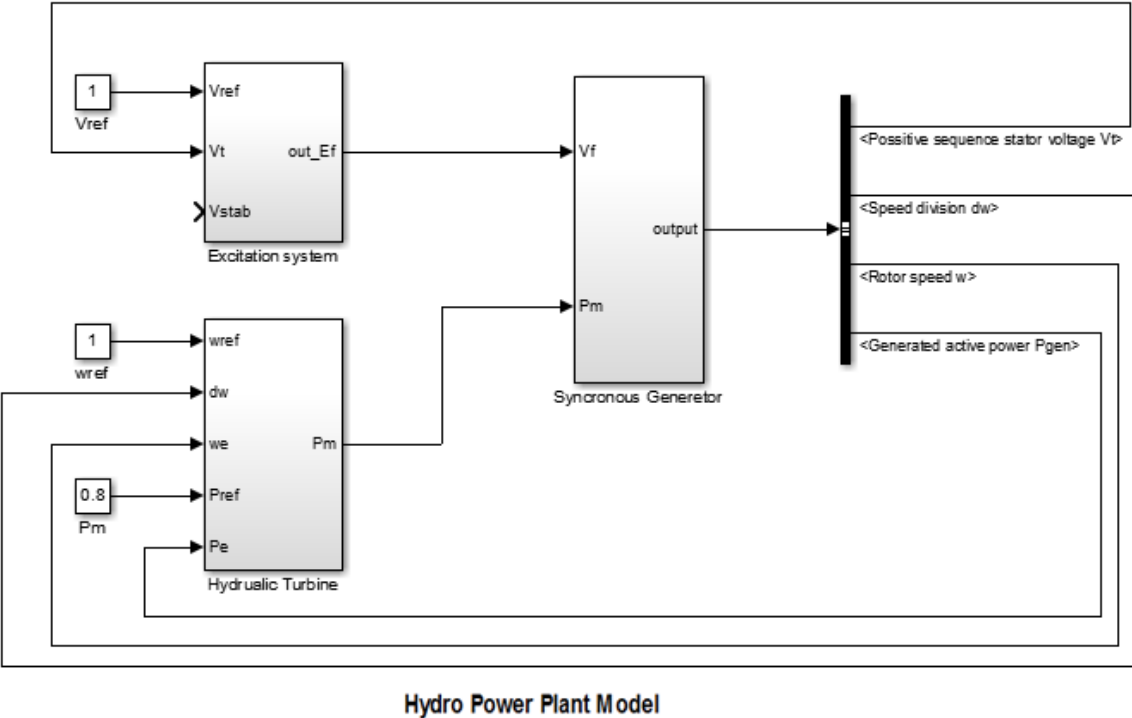 1
Vref
Vref
Vt
out_Ef
Vstab
Excitation system
Vf
output
Pm
Syncronous Generetor
<Possitive sequence stator voltage Vt>
<Speed division dw>
<Rotor speed w>
<Generated active power Pgen>
1
wref
wref
dw
we
Pm
0.8
Pm
Pref
Pe
Hydrualic Turbine
Hydro Power Plant Model